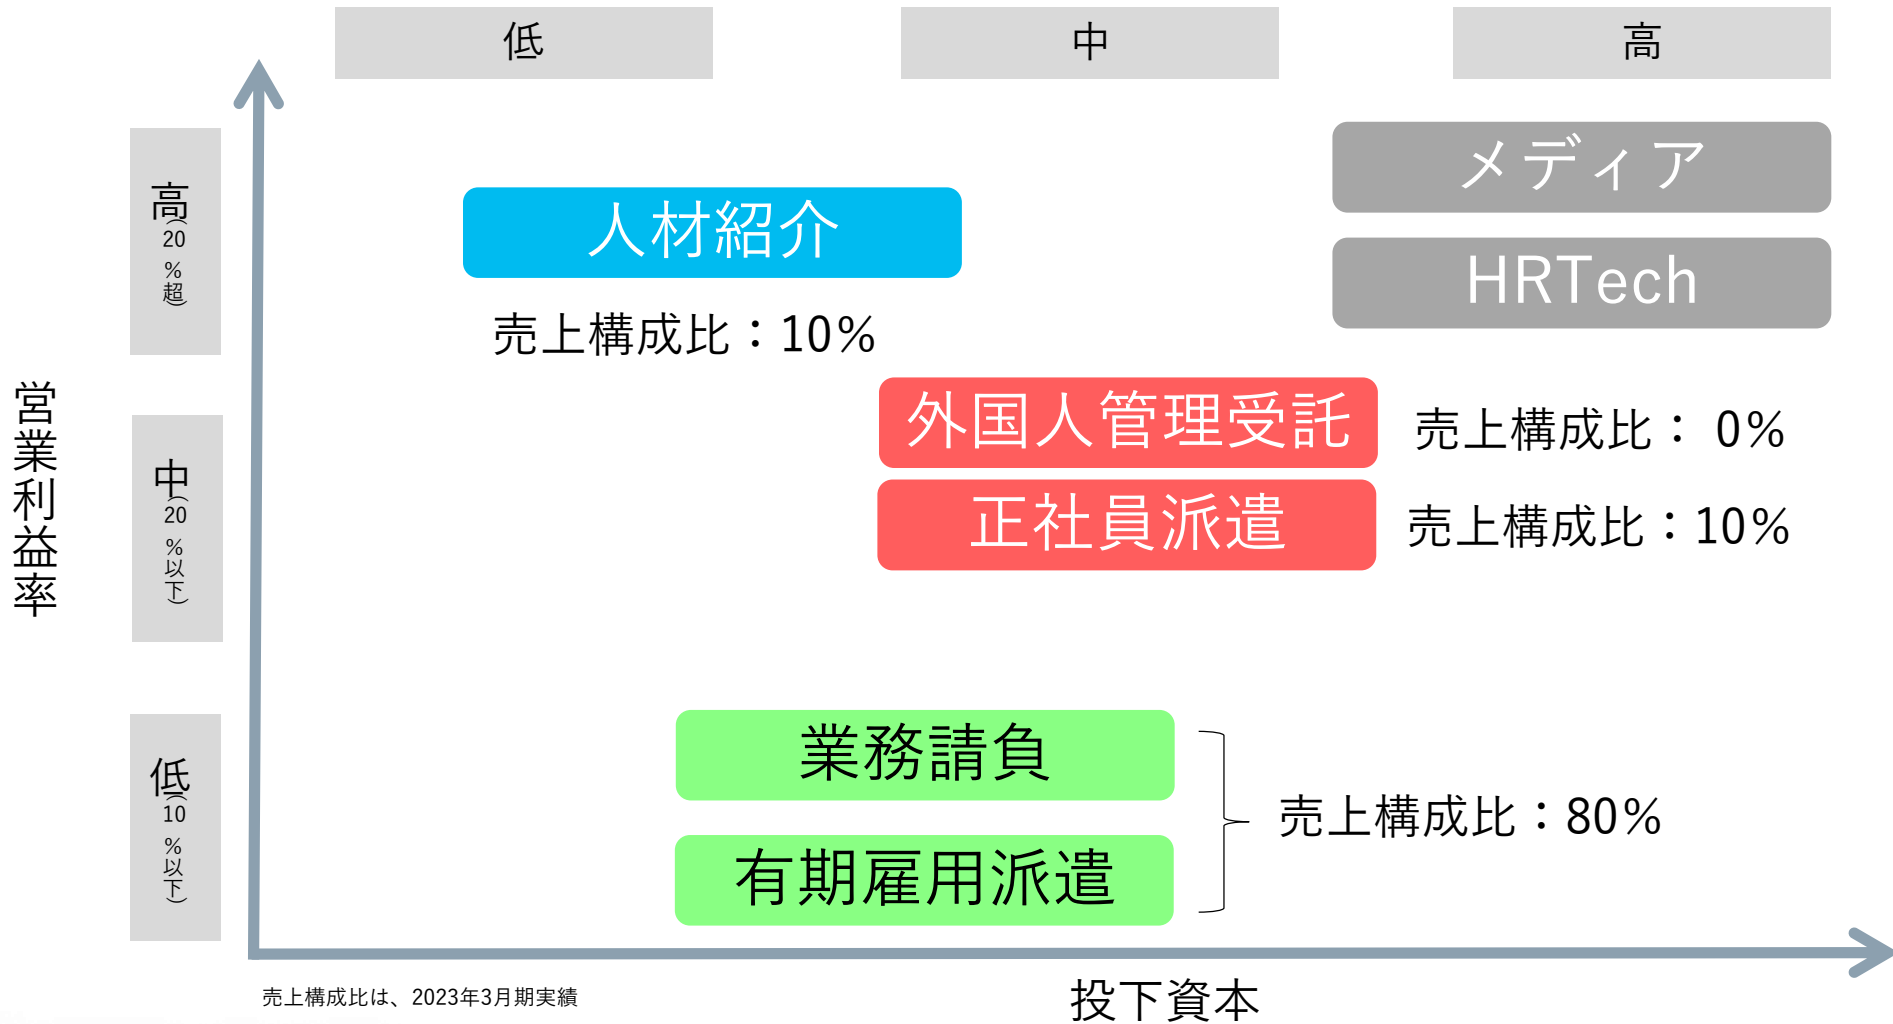 低
中
高
高(20%超)
中(20%以下)
低(10%以下)
営業利益率
メディア
人材紹介
HRTech
売上構成比：10%
外国人管理受託
売上構成比： 0%
正社員派遣
売上構成比：10%
業務請負
売上構成比：80%
有期雇用派遣
投下資本
売上構成比は、2023年3月期実績